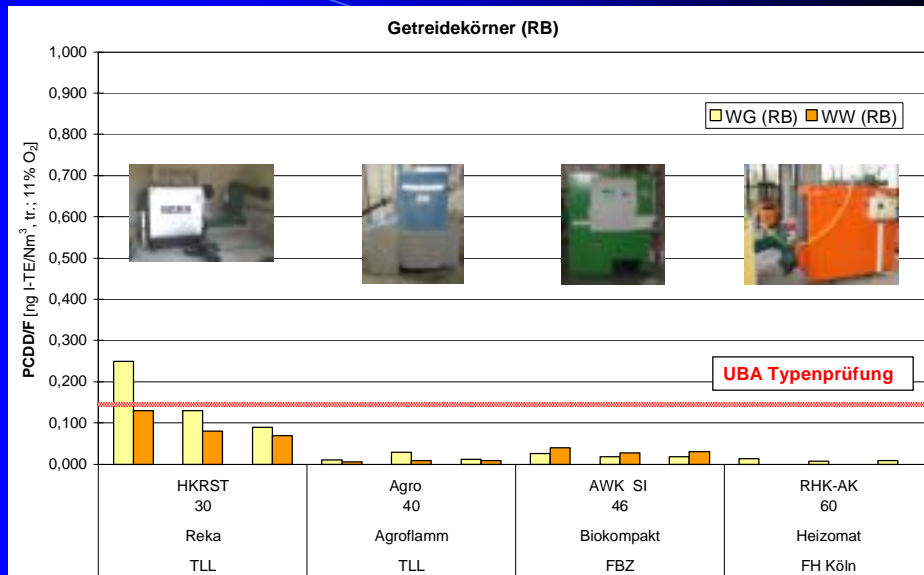 Getreidekörner (RB)
PCDD/F [ng I-TE/Nm³, tr.; 11% O₂]
1,000
0,900
0,800
0,700
0,600
0,500
0,400
0,300
0,200
0,100
0,000
WG (RB) WW (RB)
UBA Typenprüfung
HKRST Agro AWK SI RHK-AK
30 40 46 60
Reka Agroflamm Biokompakt Heizomat
TLL TLL FBZ FH Köln